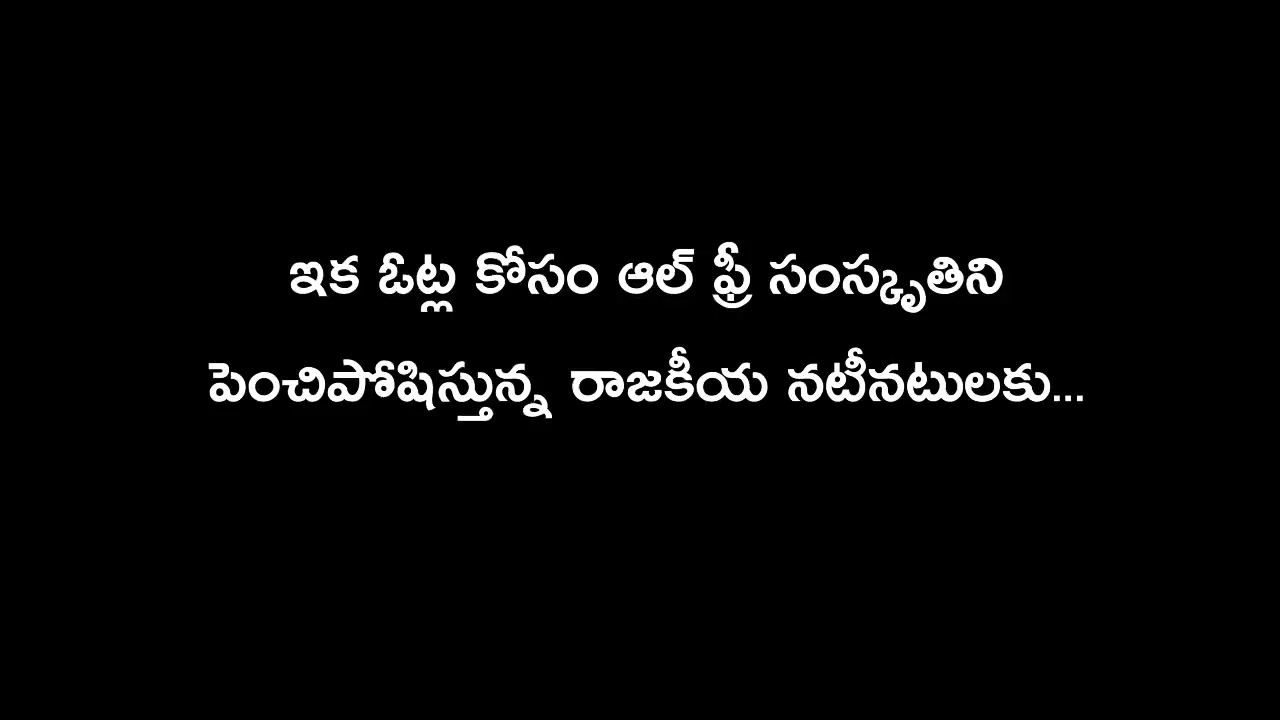 ఇక ఓట్ల కోసం ఆల్ ఫ్రీ సంస్కృతిని
పెంచిపోషిస్తున్న రాజకీయ నటీనటులకు...